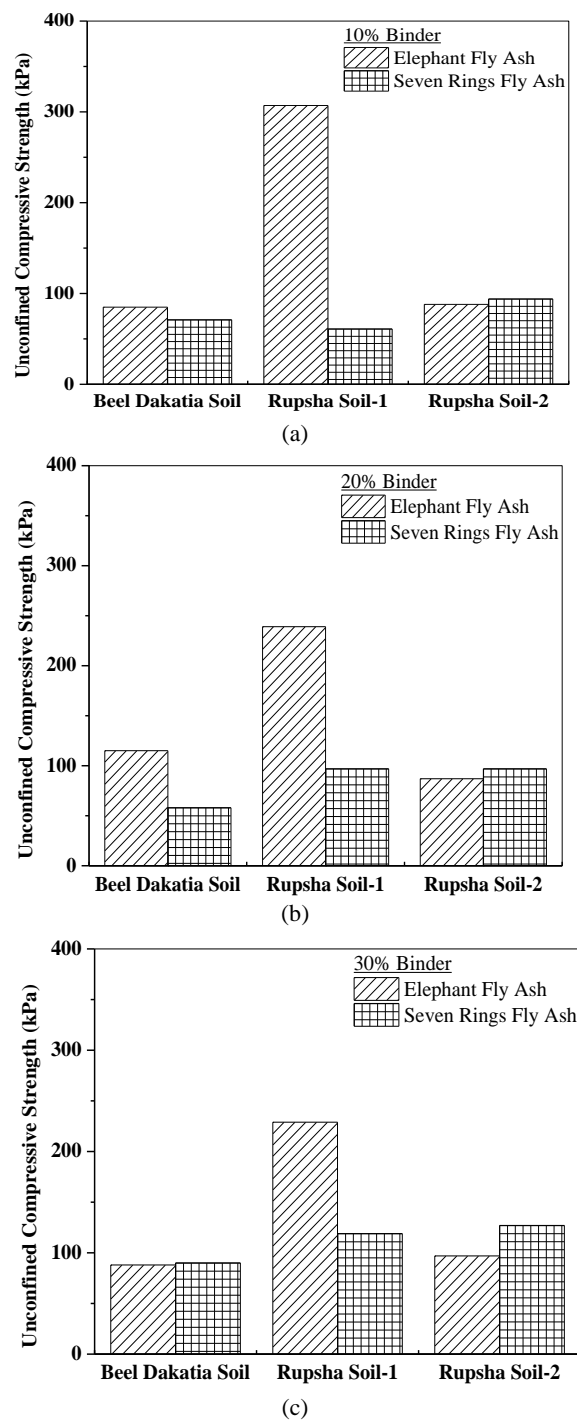 400
10% Binder
Elephant Fly Ash
Seven Rings Fly Ash
300
200
100
0
Unconfined Compressive Strength (kPa)
Beel Dakatia Soil Rupsha Soil-1 Rupsha Soil-2
(a)
400
20% Binder
Elephant Fly Ash
Seven Rings Fly Ash
300
200
100
0
Unconfined Compressive Strength (kPa)
Beel Dakatia Soil Rupsha Soil-1 Rupsha Soil-2
(b)
400
30% Binder
Elephant Fly Ash
Seven Rings Fly Ash
300
200
100
0
Unconfined Compressive Strength (kPa)
Beel Dakatia Soil Rupsha Soil-1 Rupsha Soil-2
(c)